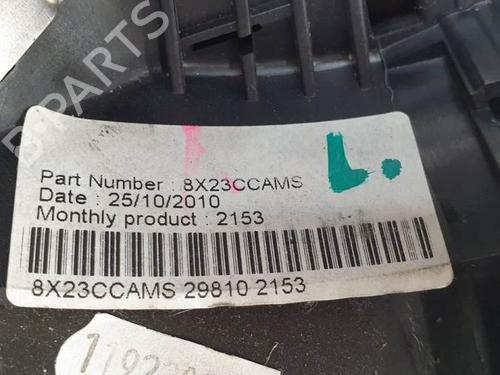 B-PARTS
L.
Part Number : 8X23CCAMS
Date : 25/10/2010
Monthly product : 2153
8X23CCAMS 29810 2153